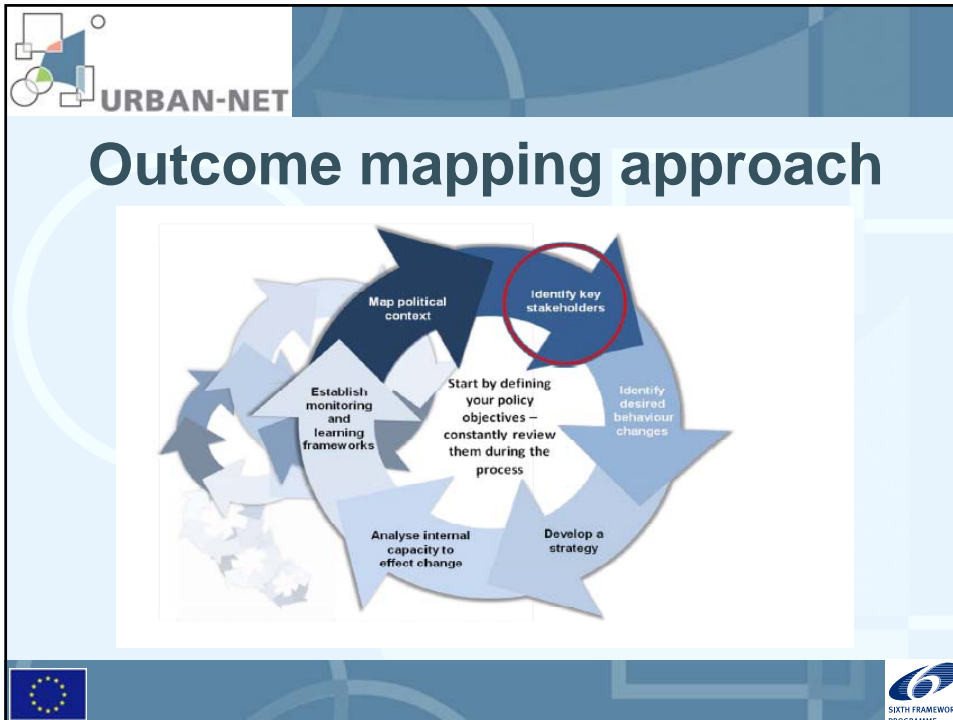 URBAN-NET
Outcome mapping approach
Map political
context
Identify key
stakeholders
Identify
desired
behaviour
changes
Develop a
strategy
Analyse internal
capacity to
effect change
Establish
monitoring
and
learning
frameworks
Start by defining
your policy
objectives –
constantly review
them during the
process
SIXTH FRAMEWOR
PROGRAMME